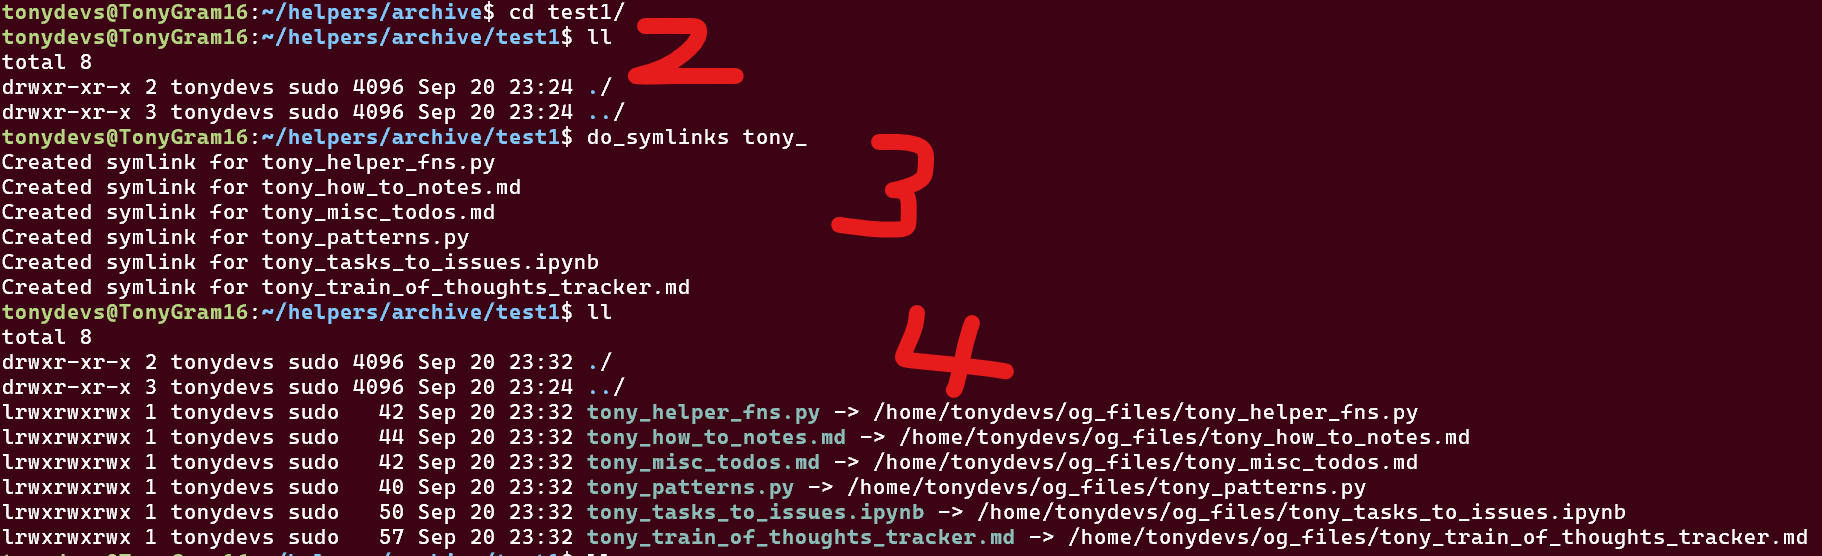 tonydevs@TonyGram16:~/helpers/archive$ cd test1/
tonydevs@TonyGram16:~/helpers/archive/test1$ ll
2
total 8
drwxr-xr-x 2 tonydevs sudo 4096 Sep 20 23:24 ./
drwxr-xr-x 3 tonydevs sudo 4096 Sep 20 23:24 ../
tonydevs@TonyGram16:~/helpers/archive/test1$ do_symlinks tony_
Created symlink for tony_helper_fns.py
3
Created symlink for tony_how_to_notes.md
Created symlink for tony_misc_todos.md
Created symlink for tony_patterns.py
Created symlink for tony_tasks_to_issues.ipynb
Created symlink for tony_train_of_thoughts_tracker.md
tonydevs@TonyGram16:~/helpers/archive/test1$ ll
total 8
4
drwxr-xr-x 2 tonydevs sudo 4096 Sep 20 23:32 ./
drwxr-xr-x 3 tonydevs sudo 4096 Sep 20 23:24 ../
lrwxrwxrwx 1 tonydevs sudo   42 Sep 20 23:32 tony_helper_fns.py -> /home/tonydevs/og_files/tony_helper_fns.py
lrwxrwxrwx 1 tonydevs sudo   44 Sep 20 23:32 tony_how_to_notes.md -> /home/tonydevs/og_files/tony_how_to_notes.md
lrwxrwxrwx 1 tonydevs sudo   42 Sep 20 23:32 tony_misc_todos.md -> /home/tonydevs/og_files/tony_misc_todos.md
lrwxrwxrwx 1 tonydevs sudo   40 Sep 20 23:32 tony_patterns.py -> /home/tonydevs/og_files/tony_patterns.py
lrwxrwxrwx 1 tonydevs sudo   50 Sep 20 23:32 tony_tasks_to_issues.ipynb -> /home/tonydevs/og_files/tony_tasks_to_issues.ipynb
lrwxrwxrwx 1 tonydevs sudo   57 Sep 20 23:32 tony_train_of_thoughts_tracker.md -> /home/tonydevs/og_files/tony_train_of_thoughts_tracker.md